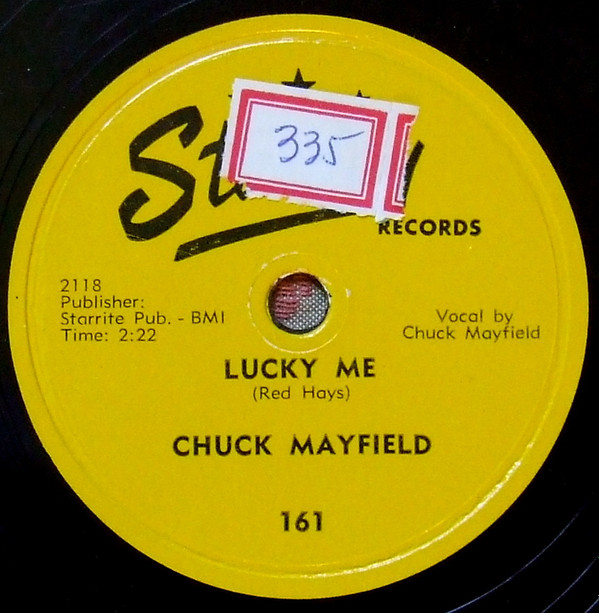 335
RECORDS
2118
Publisher:
Starrite Pub. - BMI
Time: 2:22
Vocal by
Chuck Mayfield
LUCKY ME
(Red Hays)
CHUCK MAYFIELD
161